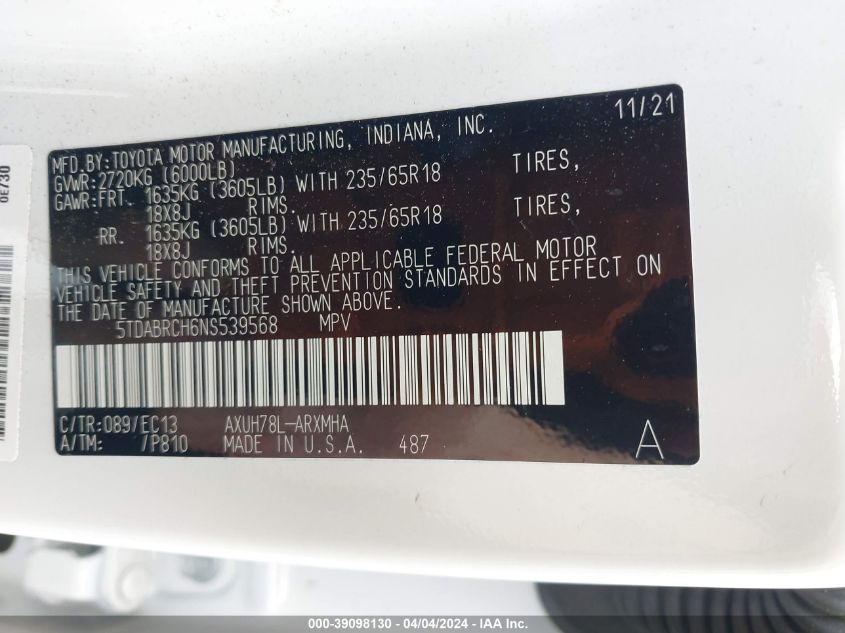 11/21
MFD.BY:TOYOTA MOTOR MANUFACTURING, INDIANA, INC.
GVWR:2720KG (6000LB)
GAWR:FRT. 1635KG (3605LB) WITH 235/65R18 TIRES,
18X8J RIMS.
RR. 1635KG (3605LB) WITH 235/65R18 TIRES,
18X8J RIMS.
THIS VEHICLE CONFORMS TO ALL APPLICABLE FEDERAL MOTOR
VEHICLE SAFETY AND THEFT PREVENTION STANDARDS IN EFFECT ON
THE DATE OF MANUFACTURE SHOWN ABOVE.
5TDABRCH6NS539568 MPV
C/TR:089/EC13 AXUH78L-ARXMHA
A/TM: /P810 MADE IN U.S.A. 487 A
0E730
000-39098130 - 04/04/2024 - IAA Inc.